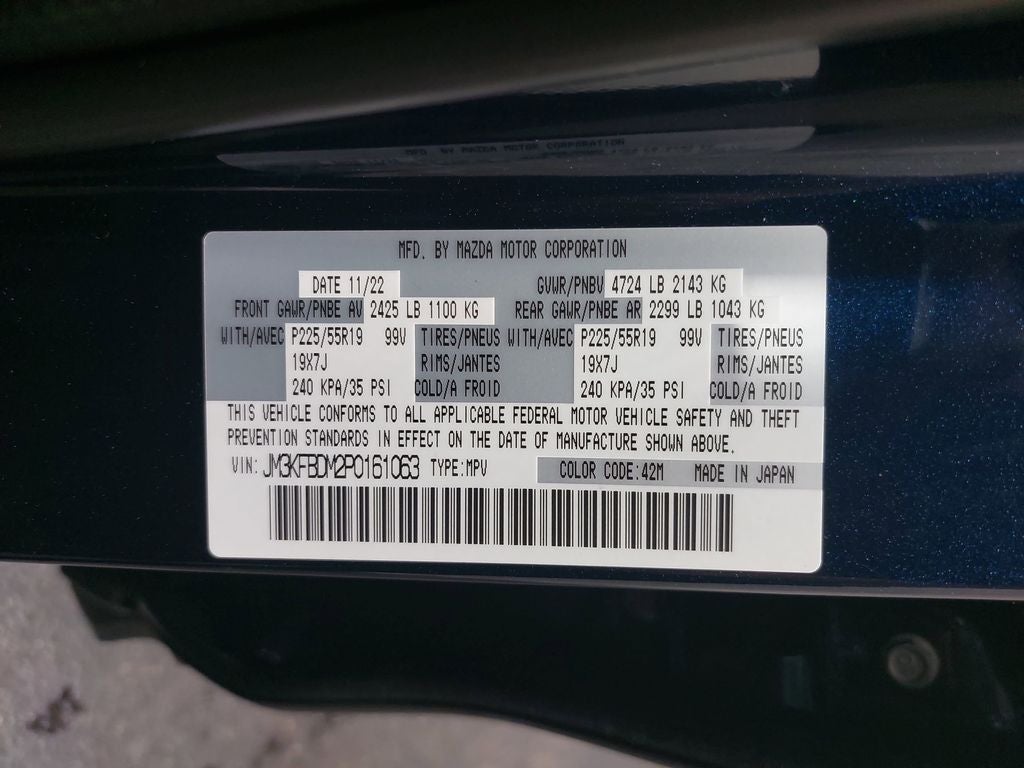 MFD. BY MAZDA MOTOR CORPORATION
MFD. BY MAZDA MOTOR CORPORATION
DATE 11/22 GVWR/PNBV 4724 LB 2143 KG
FRONT GAWR/PNBE AV 2425 LB 1100 KG REAR GAWR/PNBE AR 2299 LB 1043 KG
WITH/AVEC P225/55R19 99V TIRES/PNEUS WITH/AVEC P225/55R19 99V TIRES/PNEUS
19X7J RIMS/JANTES 19X7J RIMS/JANTES
240 KPA/35 PSI COLD/A FROID 240 KPA/35 PSI COLD/A FROID
THIS VEHICLE CONFORMS TO ALL APPLICABLE FEDERAL MOTOR VEHICLE SAFETY AND THEFT
PREVENTION STANDARDS IN EFFECT ON THE DATE OF MANUFACTURE SHOWN ABOVE.
VIN: JM3KFBDM2P0161063 TYPE:MPV COLOR CODE:42M MADE IN JAPAN